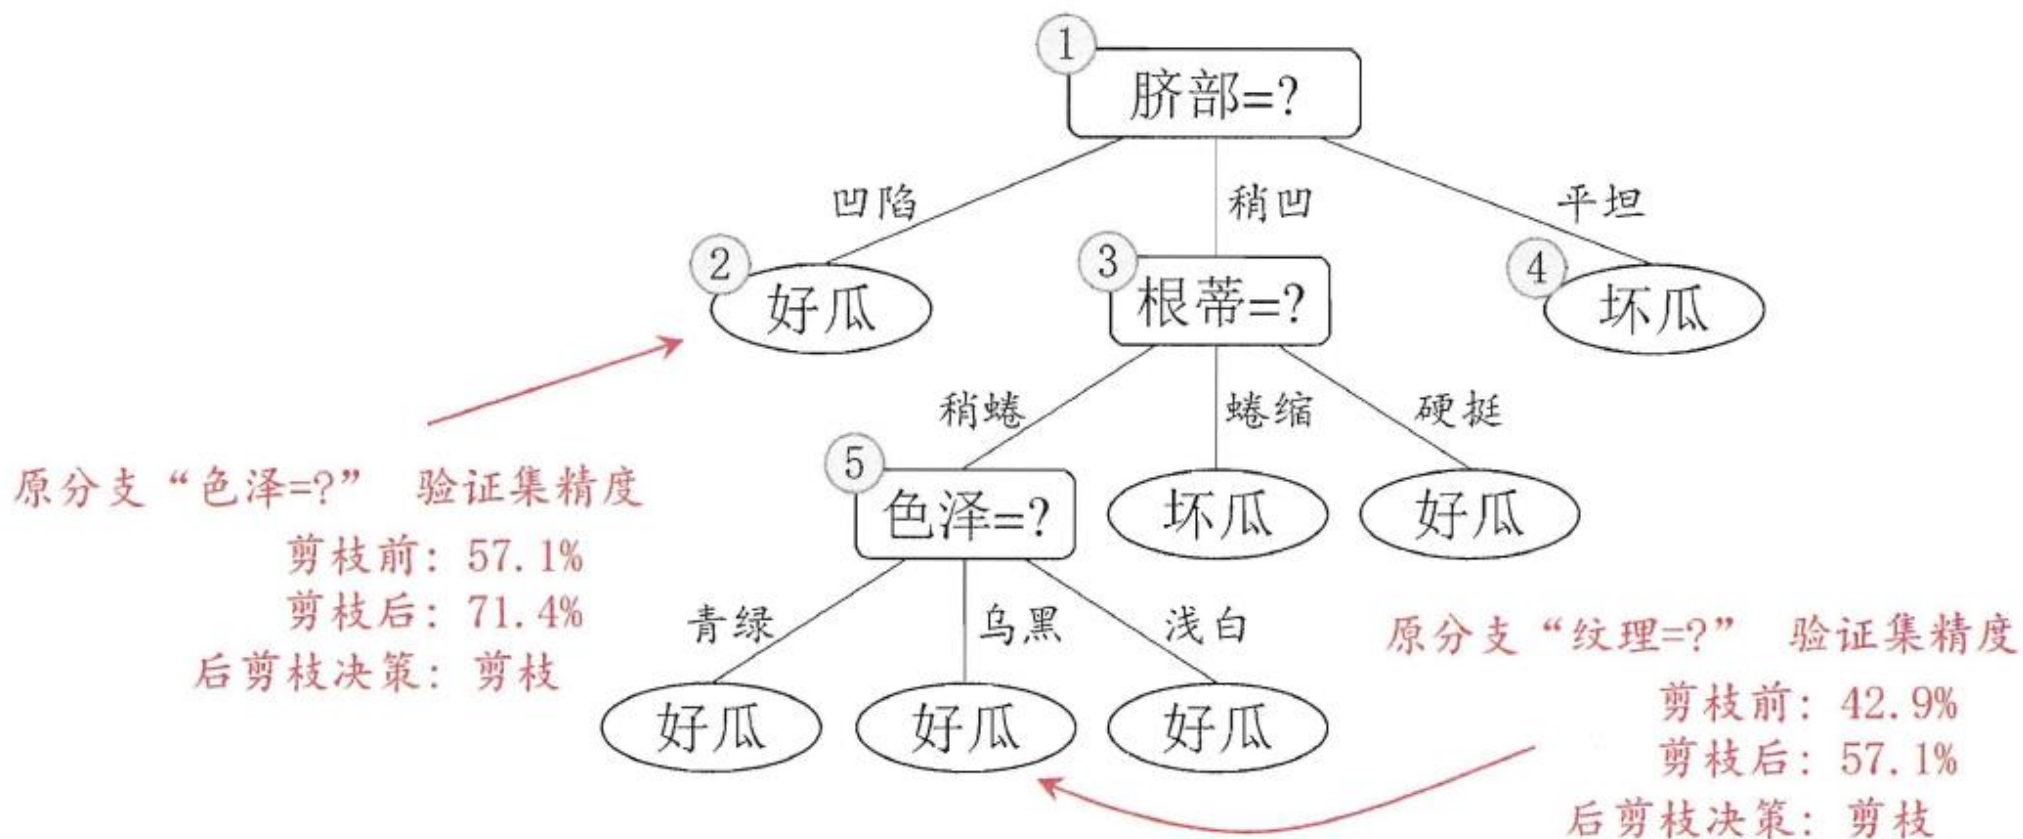 1
脐部=?
凹陷
稍凹
平坦
2
好瓜
3
根蒂=?
4
坏瓜
稍蜷
蜷缩
硬挺
5
色泽=?
坏瓜
好瓜
原分支“色泽=?” 验证集精度
剪枝前: 57.1%
剪枝后: 71.4%
后剪枝决策: 剪枝
青绿
乌黑
浅白
好瓜
好瓜
好瓜
原分支“纹理=?” 验证集精度
剪枝前: 42.9%
剪枝后: 57.1%
后剪枝决策: 剪枝